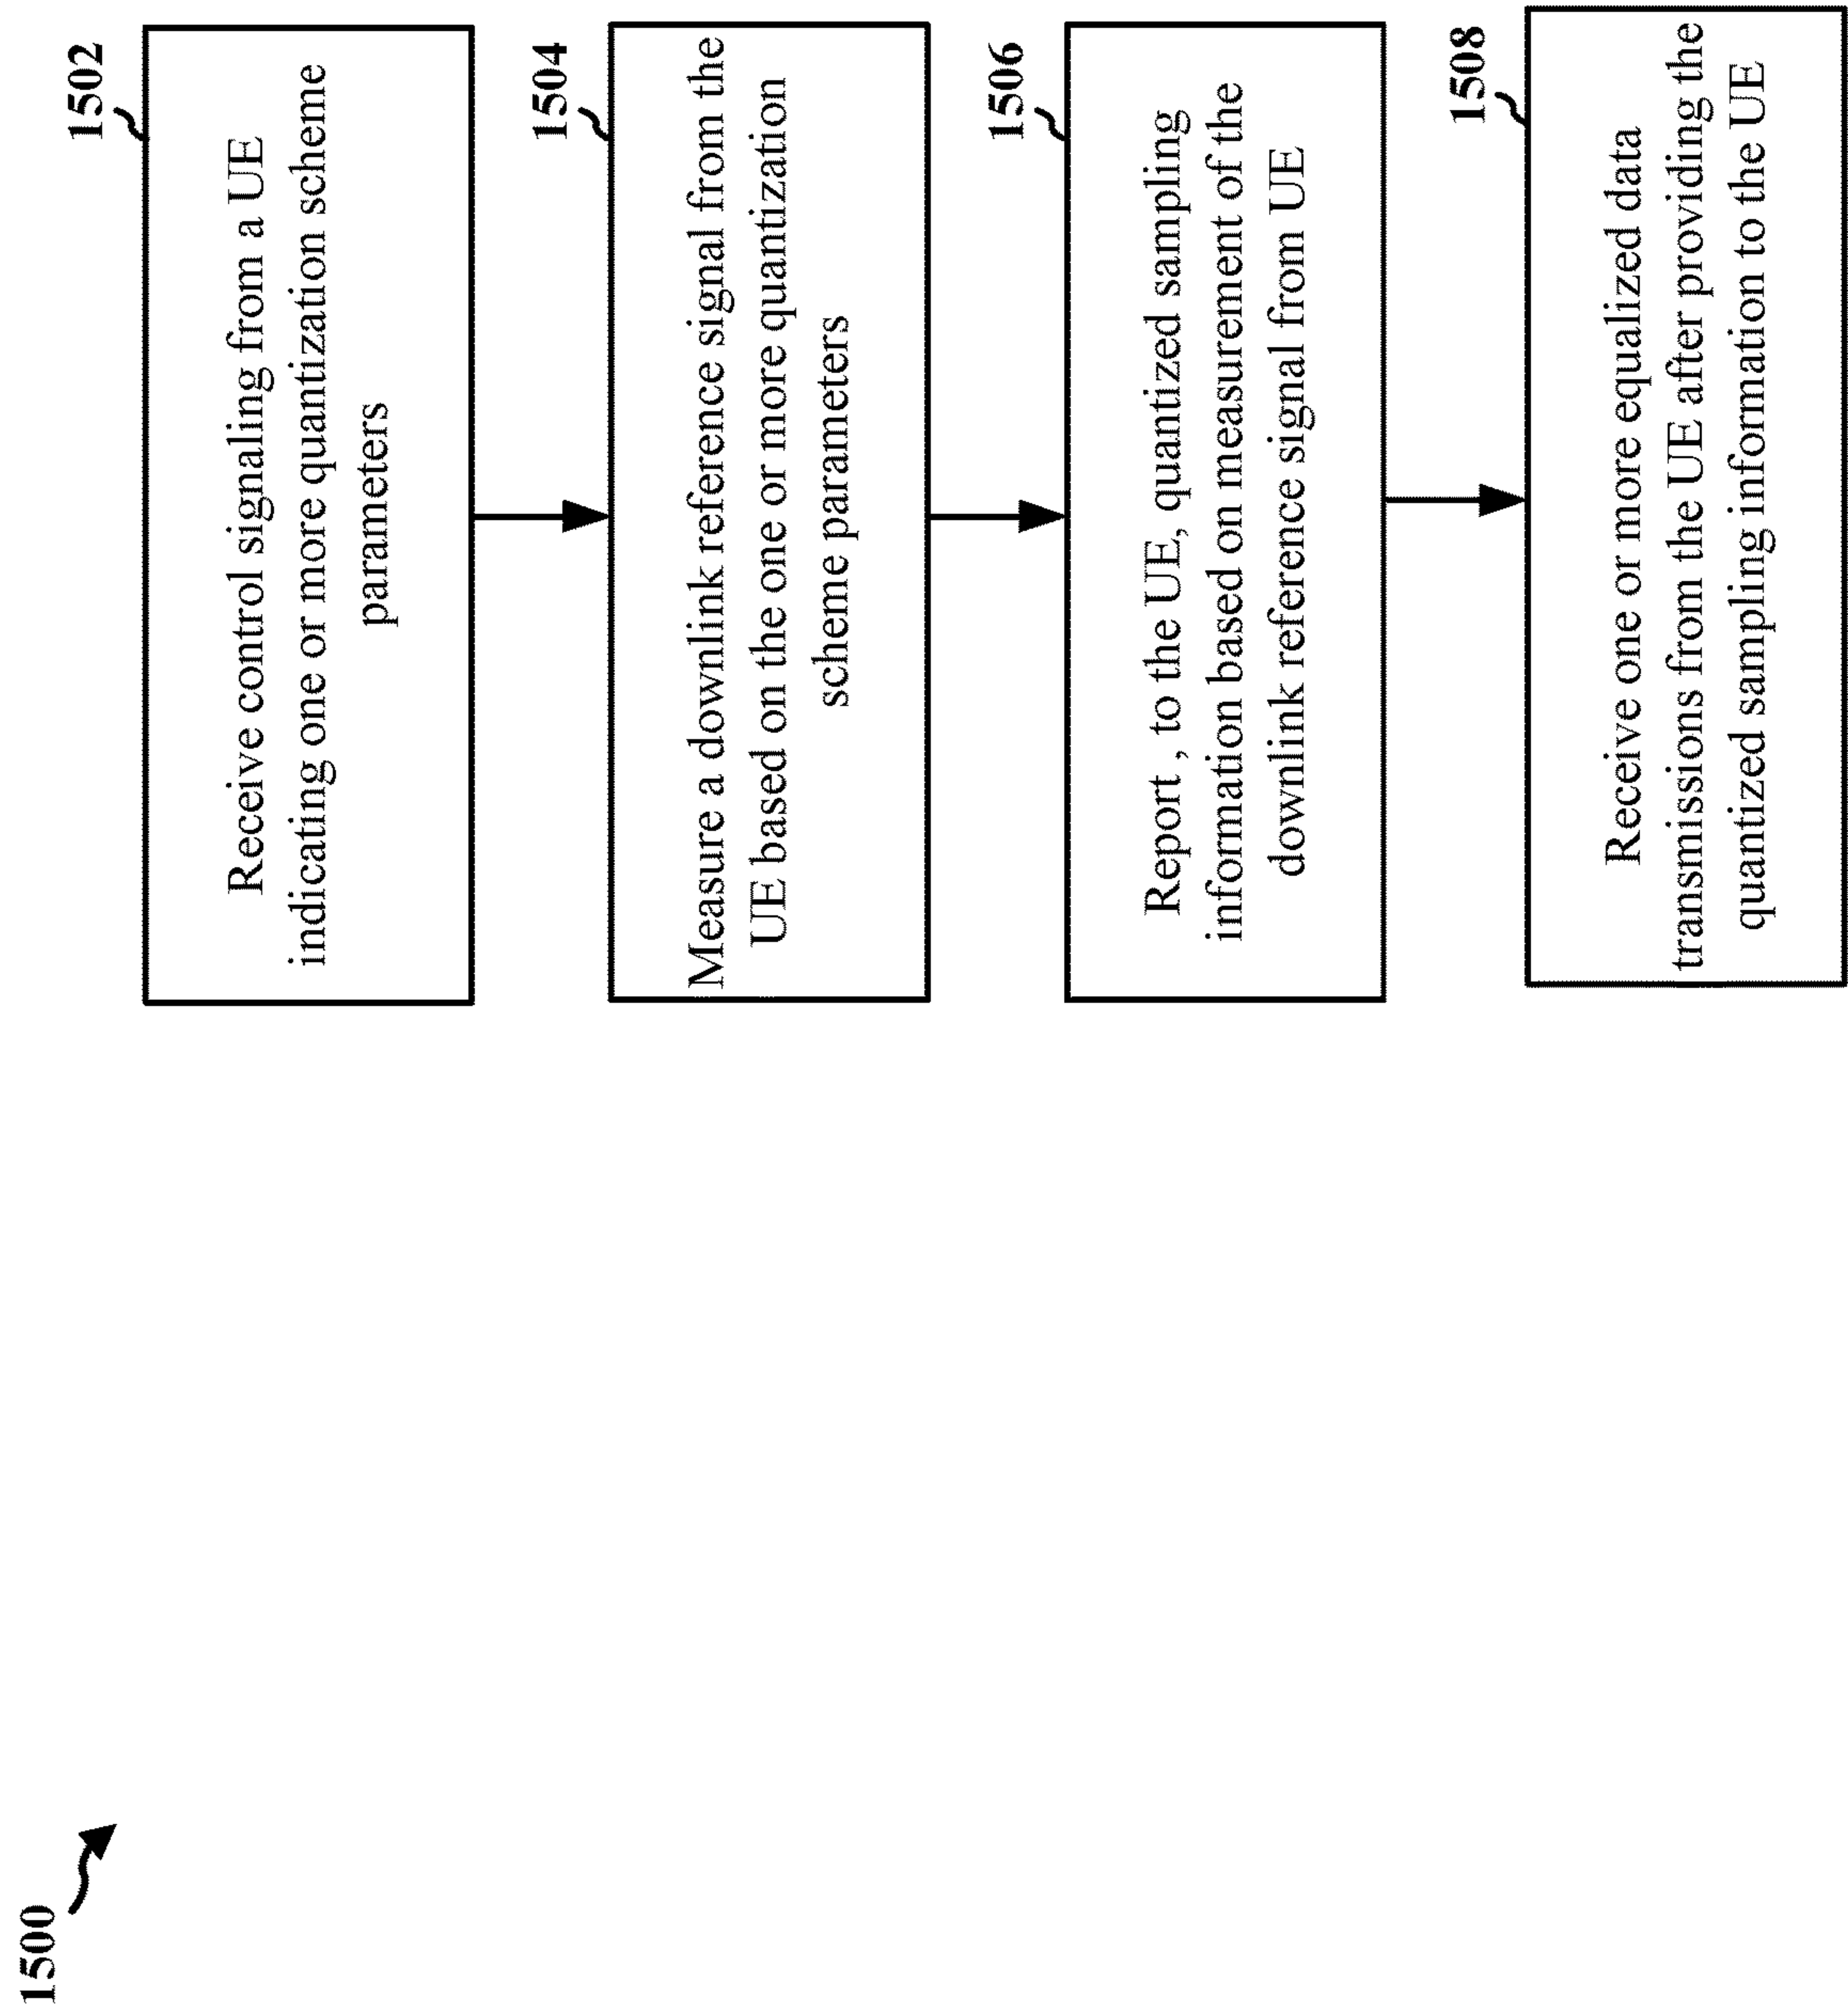 1500
1502
Receive control signaling from a UE
indicating one or more quantization scheme
parameters
1504
Measure a downlink reference signal from the
UE based on the one or more quantization
scheme parameters
1506
Report , to the UE, quantized sampling
information based on measurement of the
downlink reference signal from UE
1508
Receive one or more equalized data
transmissions from the UE after providing the
quantized sampling information to the UE